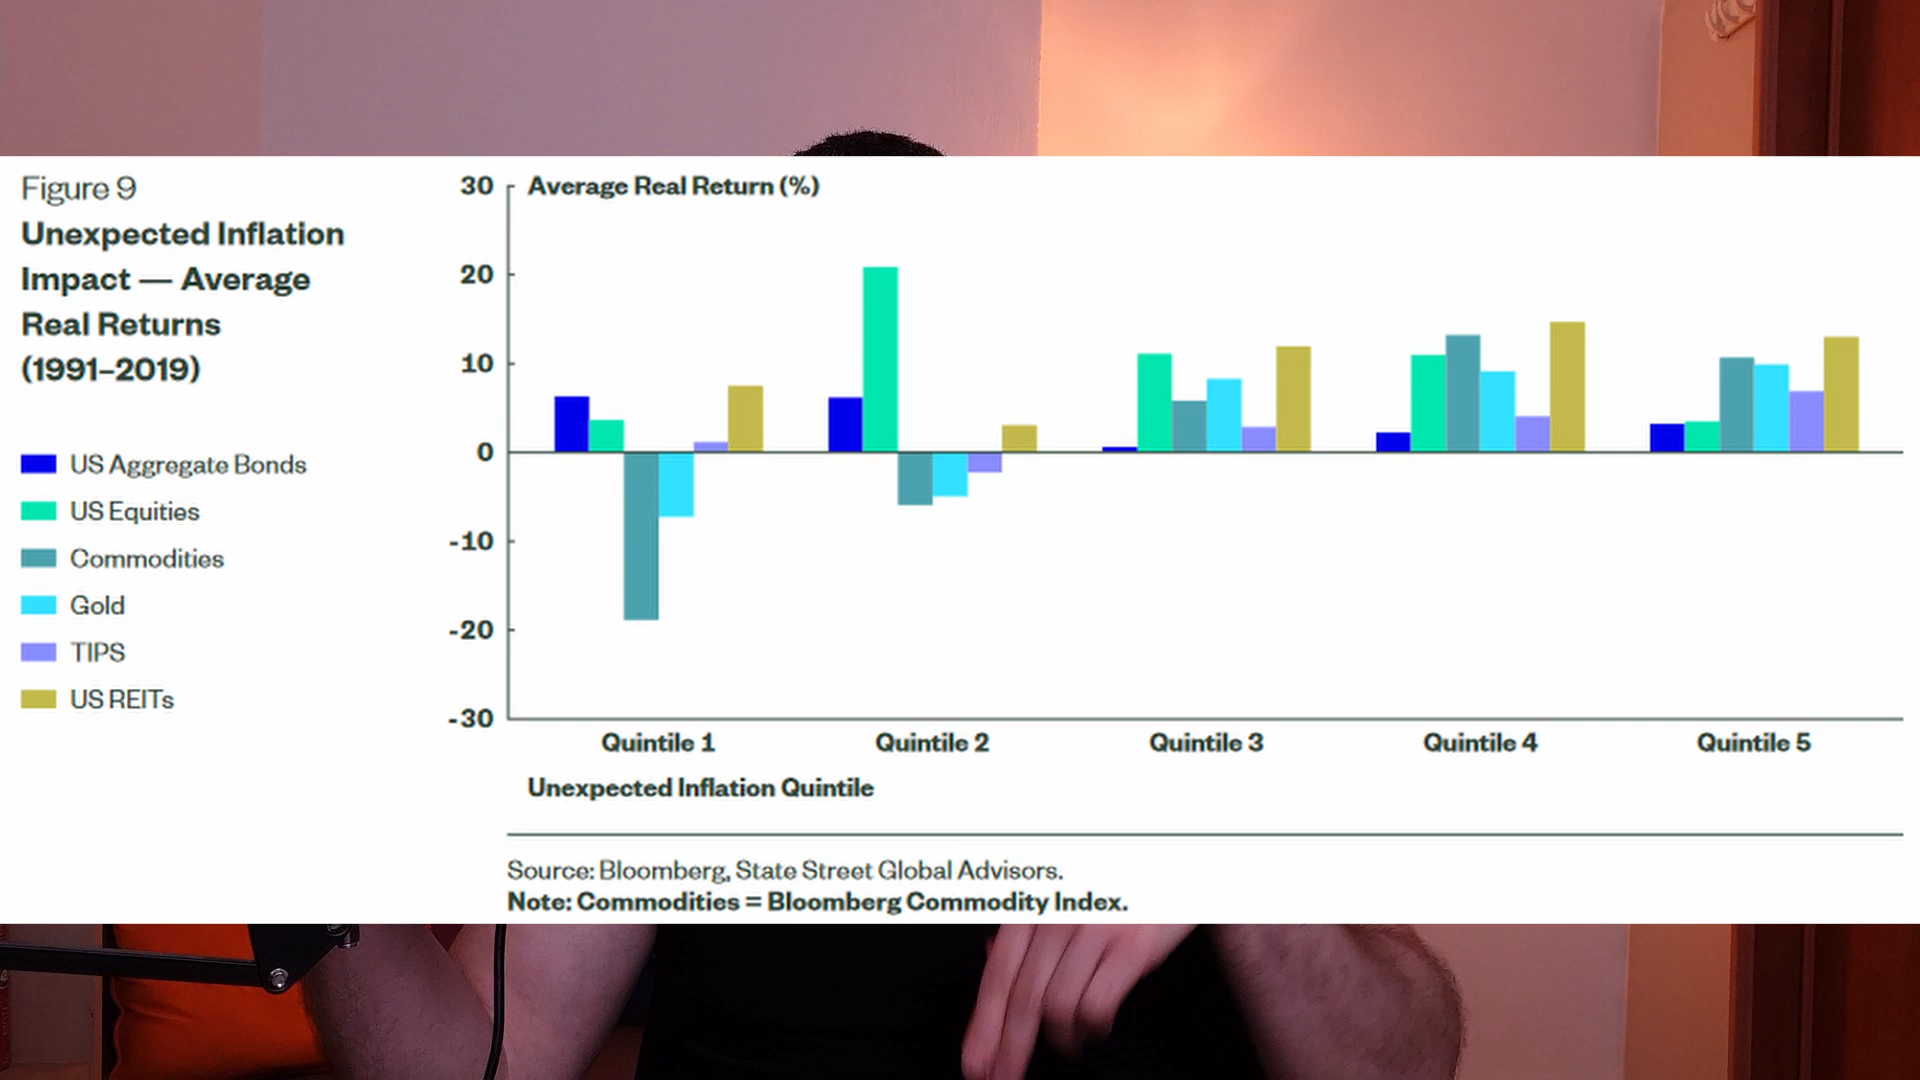 Figure 9
Unexpected Inflation
Impact — Average
Real Returns
(1991–2019)
US Aggregate Bonds
US Equities
Commodities
Gold
TIPS
US REITs
Average Real Return (%)
30
20
10
0
-10
-20
-30
Quintile 1 Quintile 2 Quintile 3 Quintile 4 Quintile 5
Unexpected Inflation Quintile
Source: Bloomberg, State Street Global Advisors.
Note: Commodities = Bloomberg Commodity Index.